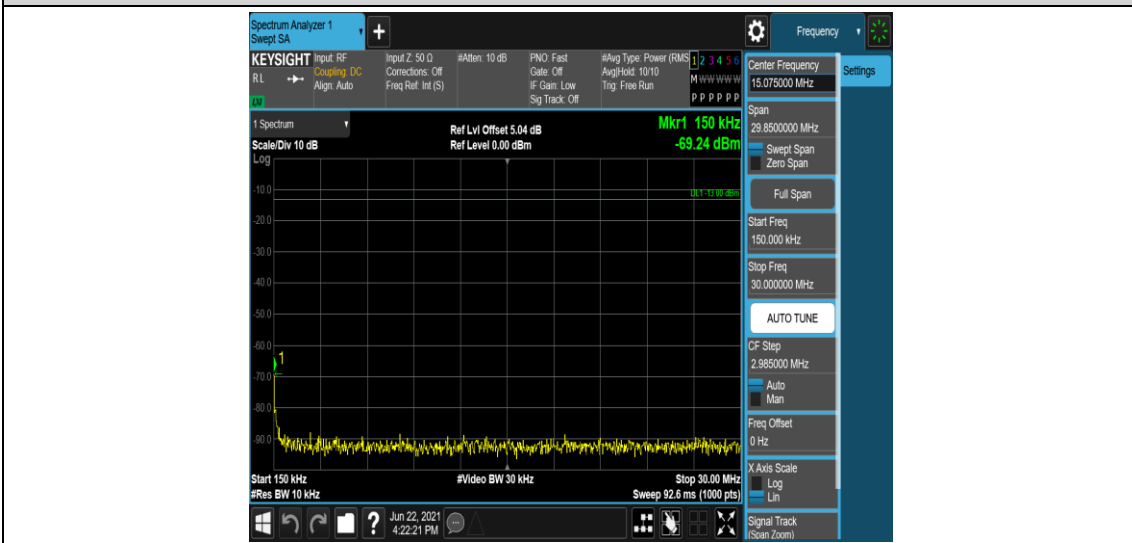 Spectrum Analyzer 1
Swept SA
+
Frequency
KEYSIGHT
RL
LXI
Input: RF
Coupling: DC
Align: Auto
Input Z: 50 Ω
Corrections: Off
Freq Ref: Int (S)
#Atten: 10 dB
PNO: Fast
Gate: Off
IF Gain: Low
Sig Track: Off
#Avg Type: Power (RMS
Avg|Hold: 10/10
Trig: Free Run
1 2 3 4 5 6
M W W W W W
P P P P P P
Center Frequency
15.075000 MHz
Settings
1 Spectrum
Scale/Div 10 dB
Ref Lvl Offset 5.04 dB
Ref Level 0.00 dBm
Mkr1 150 kHz
-69.24 dBm
Log
-10.0
-20.0
-30.0
-40.0
-50.0
-60.0
-70.0
-80.0
-90.0
DL1 -13.00 dBm
1
Start 150 kHz
#Res BW 10 kHz
#Video BW 30 kHz
Stop 30.00 MHz
Sweep 92.6 ms (1000 pts)
Span
29.8500000 MHz
Swept Span
Zero Span
Full Span
Start Freq
150.000 kHz
Stop Freq
30.000000 MHz
AUTO TUNE
CF Step
2.985000 MHz
Auto
Man
Freq Offset
0 Hz
X Axis Scale
Log
Lin
Signal Track
(Span Zoom)
?
Jun 22, 2021
4:22:21 PM